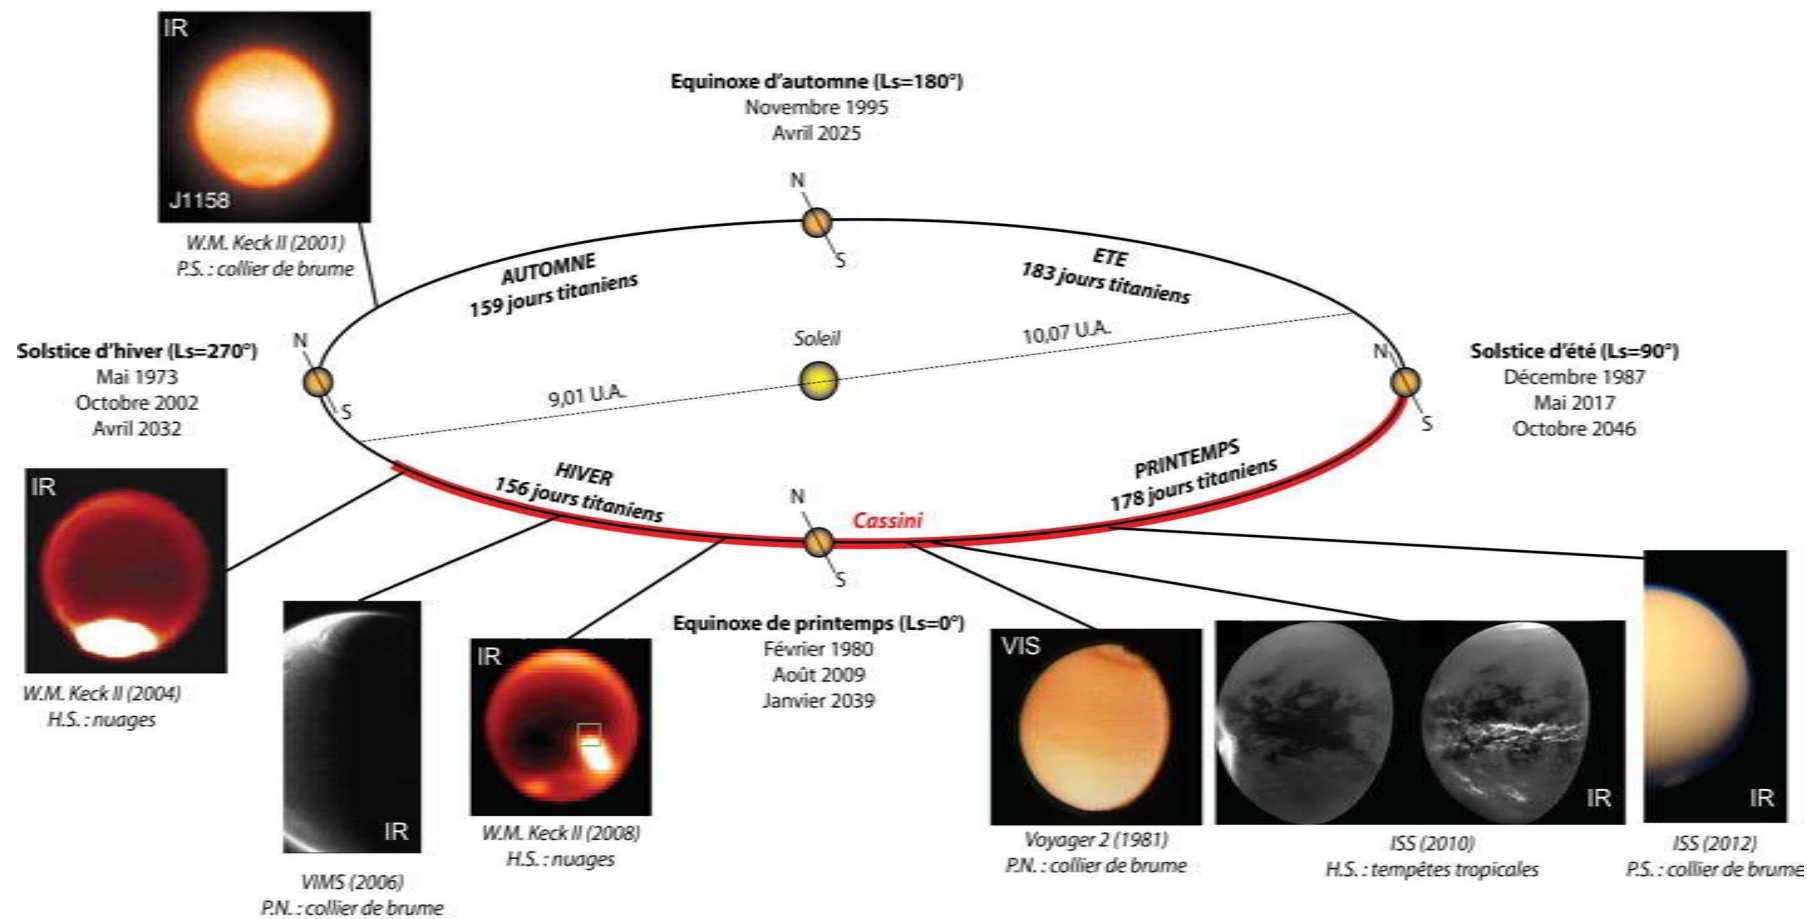 IR
J1158
W.M. Keck II (2001)
P.S. : collier de brume
Equinoxe d'automne (Ls=180°)
Novembre 1995
Avril 2025
N
S
AUTOMNE
159 jours titaniens
ETE
183 jours titaniens
Soleil
10,07 U.A.
9,01 U.A.
Solstice d'hiver (Ls=270°)
Mai 1973
Octobre 2002
Avril 2032
N
S
Solstice d'été (Ls=90°)
Décembre 1987
Mai 2017
Octobre 2046
N
S
HIVER
156 jours titaniens
PRINTEMPS
178 jours titaniens
N
S
Cassini
Equinoxe de printemps (Ls=0°)
Février 1980
Août 2009
Janvier 2039
IR
W.M. Keck II (2004)
H.S. : nuages
IR
VIMS (2006)
P.N. : collier de brume
IR
W.M. Keck II (2008)
H.S. : nuages
VIS
Voyager 2 (1981)
P.N. : collier de brume
IR
ISS (2010)
H.S. : tempêtes tropicales
IR
ISS (2012)
P.S. : collier de brume